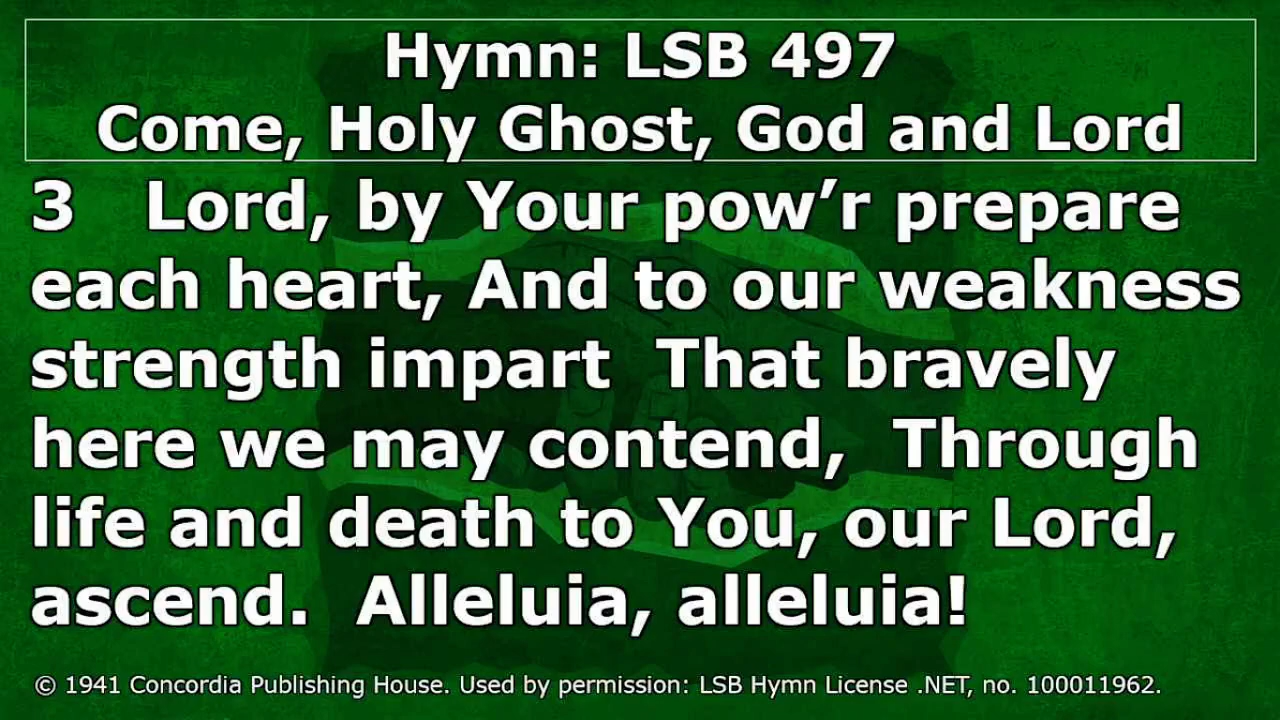 Hymn: LSB 497
Come, Holy Ghost, God and Lord
3 Lord, by Your pow’r prepare
each heart, And to our weakness
strength impart That bravely
here we may contend, Through
life and death to You, our Lord,
ascend. Alleluia, alleluia!
© 1941 Concordia Publishing House. Used by permission: LSB Hymn License .NET, no. 100011962.